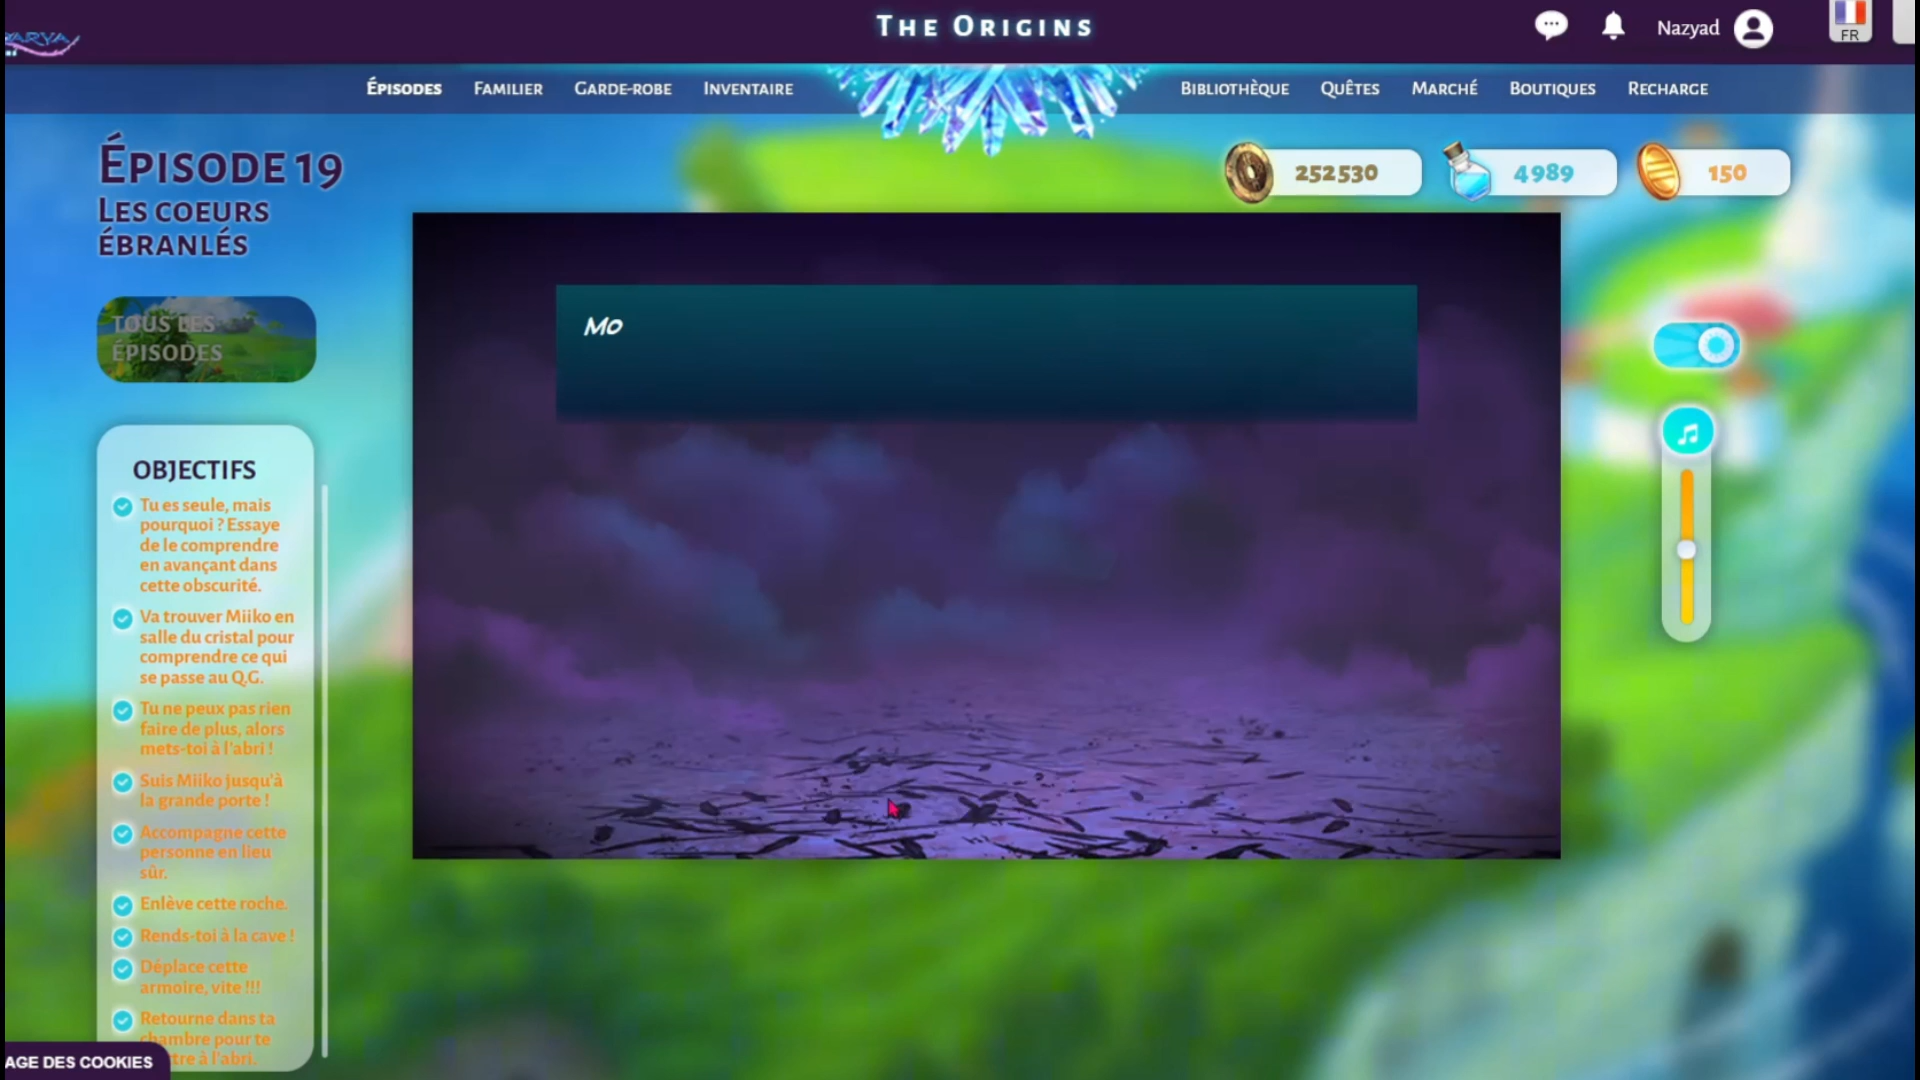 The Origins
Nazyad
FR
Épisodes
Familier
Garde-robe
Inventaire
Bibliothèque
Quêtes
Marché
Boutiques
Recharge
Épisode 19
Les coeurs
ébranlés
252530
4989
150
TOUS LES
ÉPISODES
Mo
OBJECTIFS
Tu es seule, mais
pourquoi ? Essaye
de le comprendre
en avançant dans
cette obscurité.
Va trouver Miiko en
salle du cristal pour
comprendre ce qui
se passe au Q.G.
Tu ne peux pas rien
faire de plus, alors
mets-toi à l'abri !
Suis Miiko jusqu'à
la grande porte !
Accompagne cette
personne en lieu
sûr.
Enlève cette roche.
Rends-toi à la cave !
Déplace cette
armoire, vite !!!
Retourne dans ta
chambre pour te
tre à l'abri.
AGE DES COOKIES